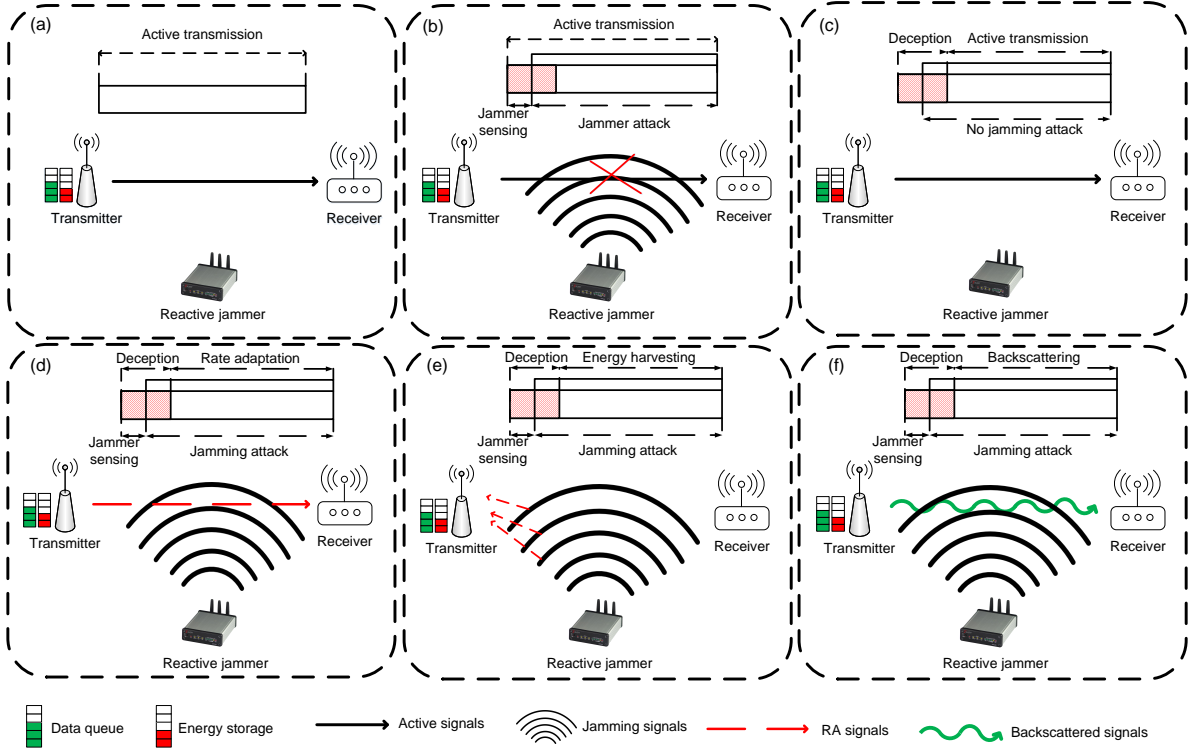 (a)
Active transmission
Transmitter
Receiver
Reactive jammer
(b)
Active transmission
Jammer
sensing
Jammer attack
Transmitter
Receiver
Reactive jammer
(c)
Deception
Active transmission
No jamming attack
Transmitter
Receiver
Reactive jammer
(d)
Deception
Rate adaptation
Jammer
sensing
Jamming attack
Transmitter
Receiver
Reactive jammer
(e)
Deception
Energy harvesting
Jammer
sensing
Jamming attack
Transmitter
Receiver
Reactive jammer
(f)
Deception
Backscattering
Jammer
sensing
Jamming attack
Transmitter
Receiver
Reactive jammer
Data queue
Energy storage
Active signals
Jamming signals
RA signals
Backscattered signals